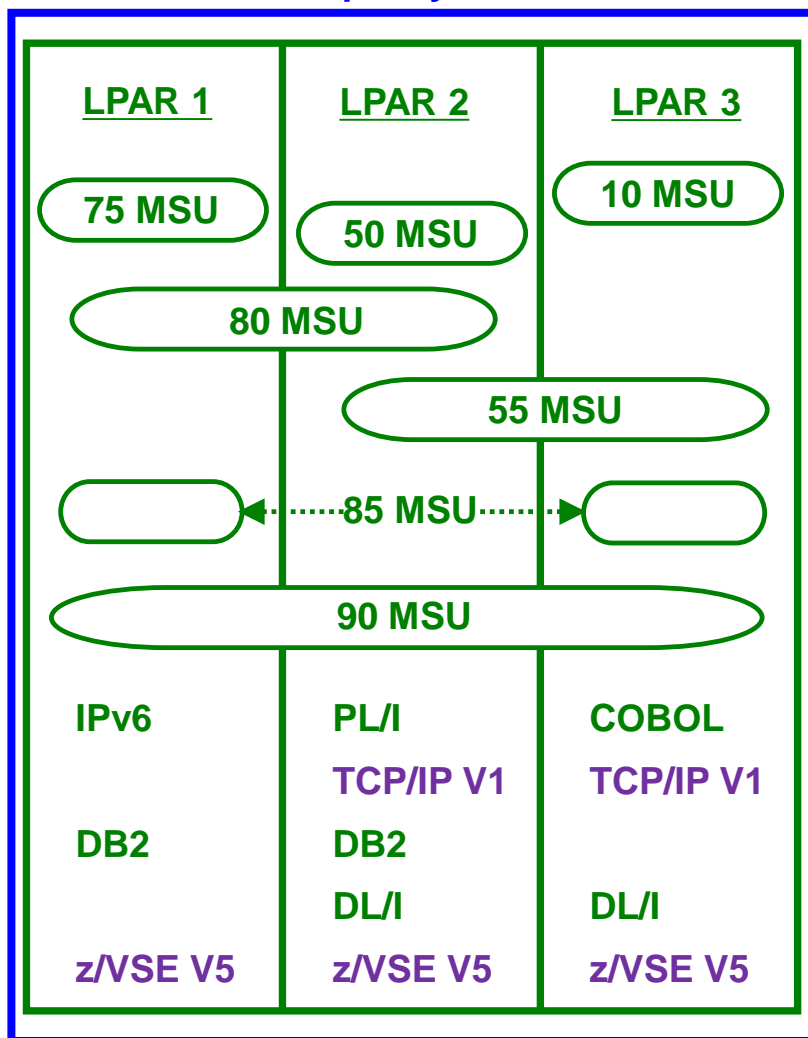 LPAR 1 LPAR 2 LPAR 3
75 MSU 50 MSU 10 MSU
80 MSU
55 MSU
85 MSU
90 MSU
IPv6 PL/I COBOL
TCP/IP V1 TCP/IP V1
DB2 DB2
DL/I DL/I
z/VSE V5 z/VSE V5 z/VSE V5